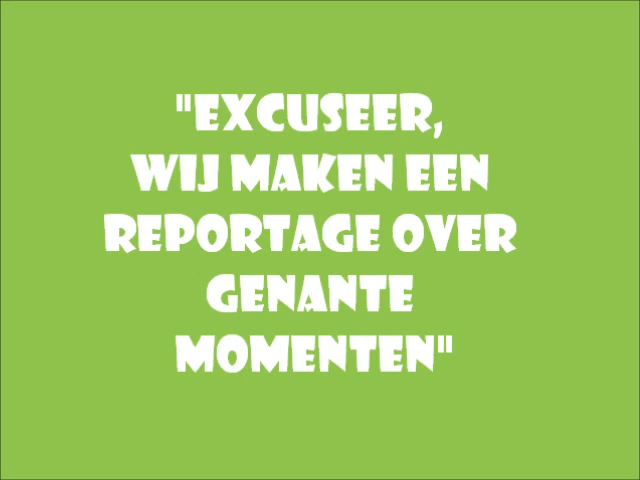 "EXCUSEER,
WIJ MAKEN EEN
REPORTAGE OVER
GENANTE
MOMENTEN"